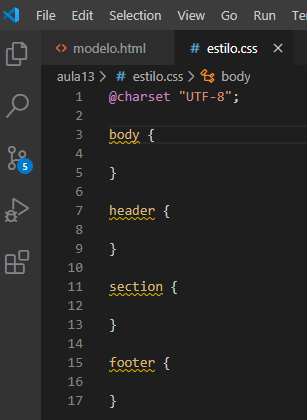 File Edit Selection View Go Run Termin
modelo.html estilo.css
aula13 > # estilo.css > body
1 @charset "UTF-8";
2
3 body {
4
5 }
6
7 header {
8
9 }
10
11 section {
12
13 }
14
15 footer {
16
17 }
5